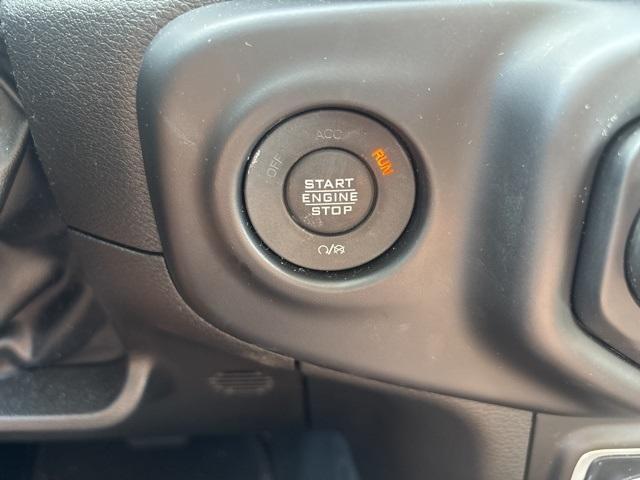 ACC
OFF
RUN
START
ENGINE
STOP